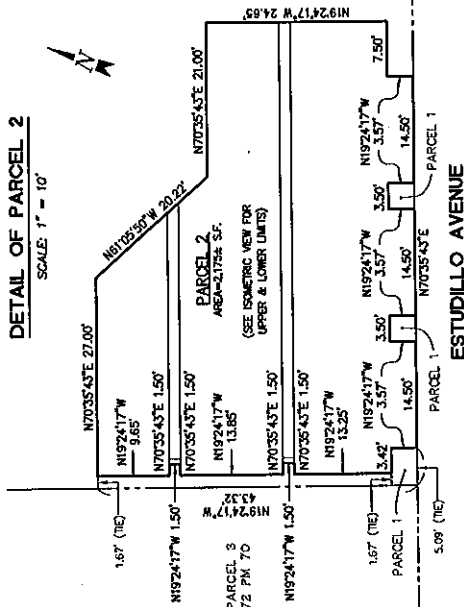 DETAIL OF PARCEL 2
SCALE: 1" = 10'
N
N70°35'43"E 27.00'
N61°05'50"W 20.22'
N70°35'43"E 21.00'
N19°24'17"W 24.65'
1.67' (TIE)
N19°24'17"W
9.65'
N70°35'43"E 1.50'
N19°24'17"W 1.50'
N70°35'43"E 1.50'
PARCEL 2
AREA=2,175± S.F.
(SEE ISOMETRIC VIEW FOR
UPPER & LOWER LIMITS)
N19°24'17"W
43.32'
N19°24'17"W
13.85'
PARCEL 3
72 PM 70
N70°35'43"E 1.50'
N19°24'17"W 1.50'
N70°35'43"E 1.50'
N19°24'17"W
13.25'
1.67' (TIE)
3.42'
N19°24'17"W
3.57'
14.50'
3.50'
N19°24'17"W
3.57'
14.50'
3.50'
N19°24'17"W
3.57'
14.50'
7.50'
PARCEL 1
5.09' (TIE)
PARCEL 1
N70°35'43"E
PARCEL 1
ESTUDILLO AVENUE